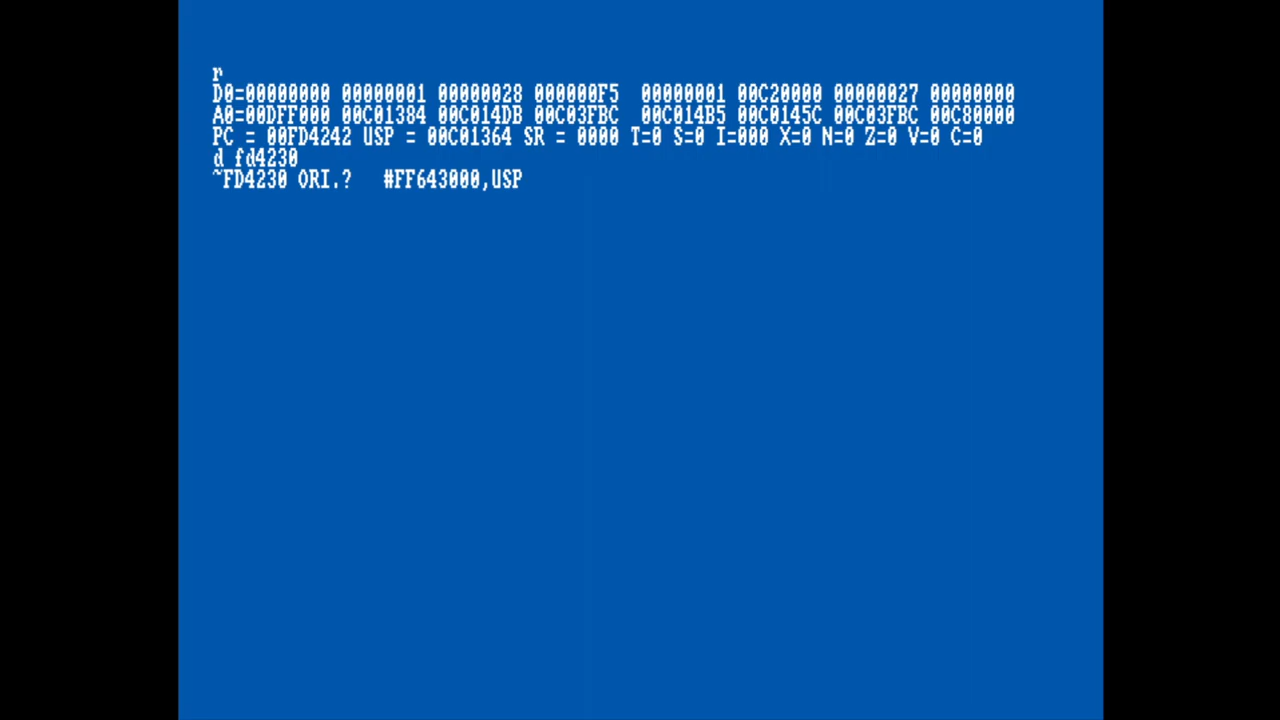 r
D0=00000000 00000001 00000028 000000F5  00000001 00C20000 00000027 00000000
A0=00DFF000 00C01384 00C014DB 00C03FBC  00C014B5 00C0145C 00C03FBC 00C80000
PC = 00FD4242 USP = 00C01364 SR = 0000 T=0 S=0 I=000 X=0 N=0 Z=0 V=0 C=0
d fd4230
~FD4230 ORI.?   #FF643000,USP